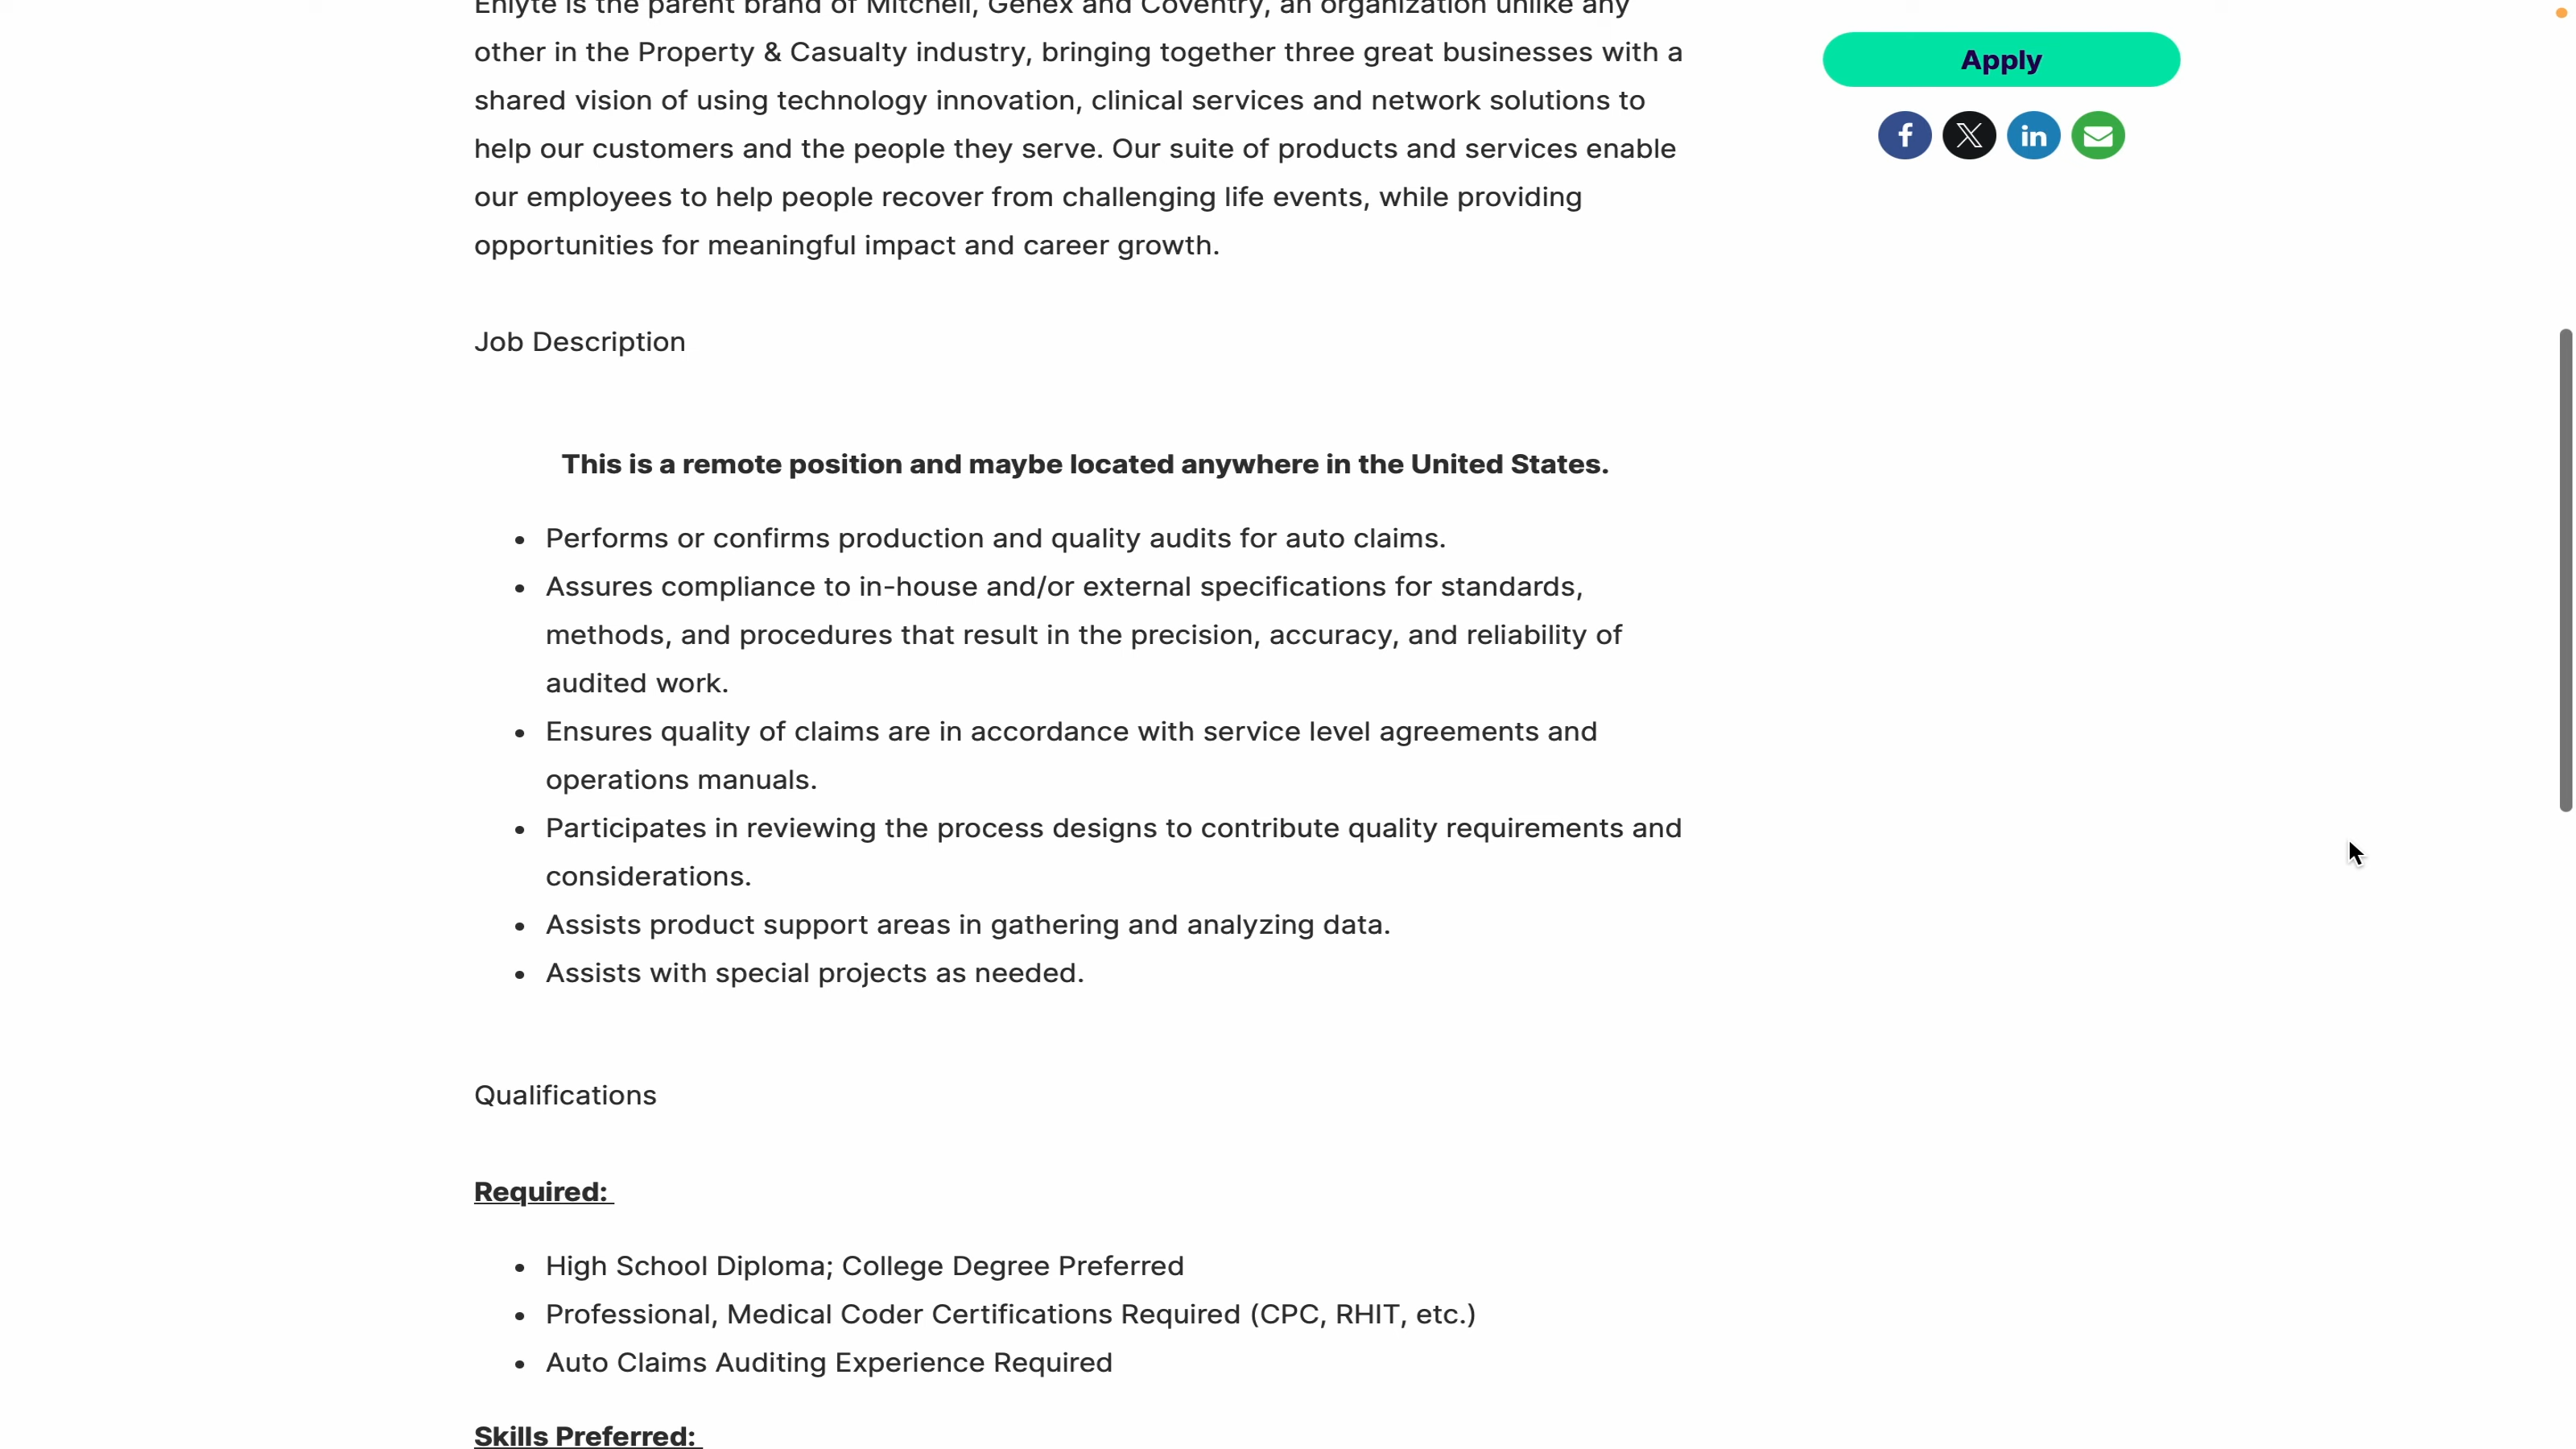 Enlyte is the parent brand of Mitchell, Genex and Coventry, an organization unlike any
other in the Property & Casualty industry, bringing together three great businesses with a
shared vision of using technology innovation, clinical services and network solutions to
help our customers and the people they serve. Our suite of products and services enable
our employees to help people recover from challenging life events, while providing
opportunities for meaningful impact and career growth.
Apply
Job Description
This is a remote position and maybe located anywhere in the United States.
• Performs or confirms production and quality audits for auto claims.
• Assures compliance to in-house and/or external specifications for standards,
methods, and procedures that result in the precision, accuracy, and reliability of
audited work.
• Ensures quality of claims are in accordance with service level agreements and
operations manuals.
• Participates in reviewing the process designs to contribute quality requirements and
considerations.
• Assists product support areas in gathering and analyzing data.
• Assists with special projects as needed.
Qualifications
Required:
• High School Diploma; College Degree Preferred
• Professional, Medical Coder Certifications Required (CPC, RHIT, etc.)
• Auto Claims Auditing Experience Required
Skills Preferred: